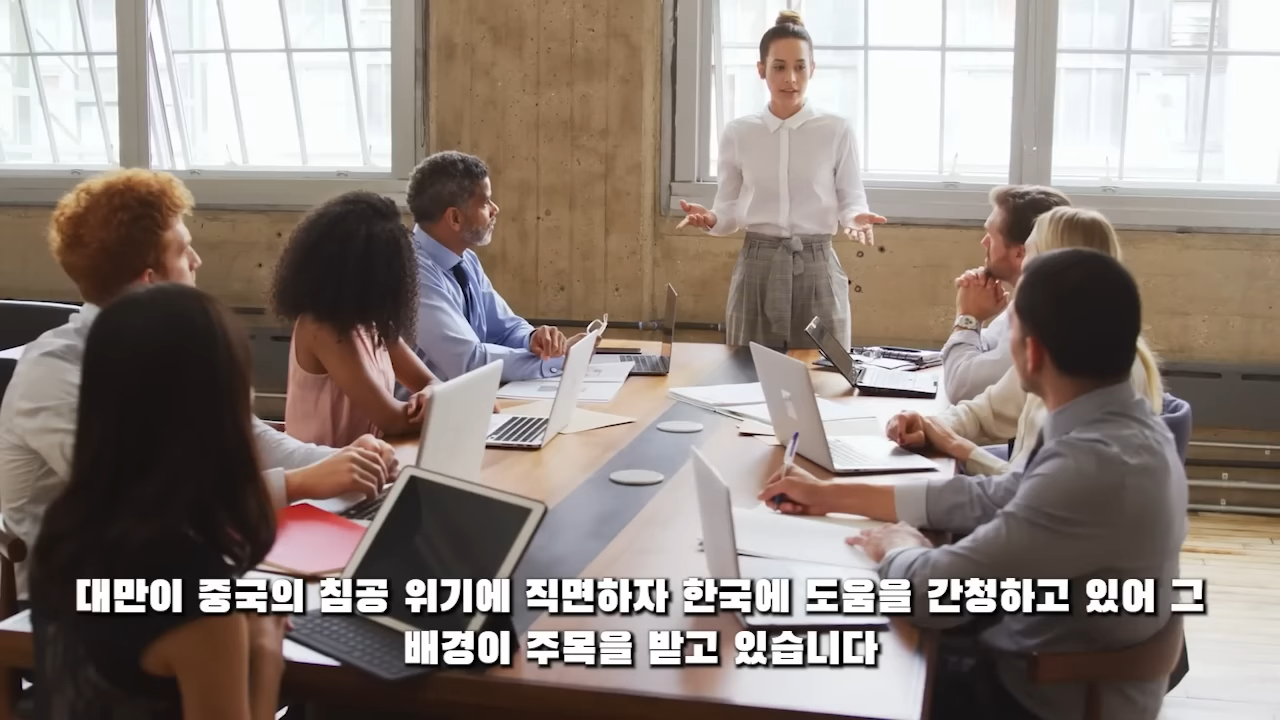 대만이 중국의 침공 위기에 직면하자 한국에 도움을 간청하고 있어 그
배경이 주목을 받고 있습니다